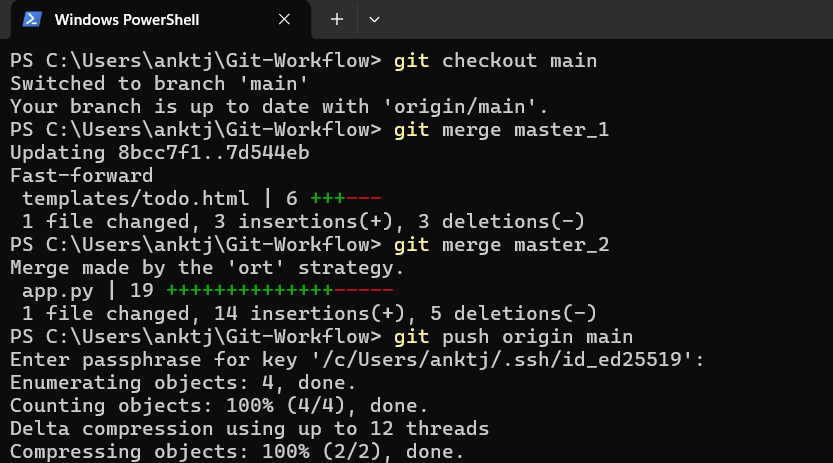 Windows PowerShell
PS C:\Users\anktj\Git-Workflow> git checkout main
Switched to branch 'main'
Your branch is up to date with 'origin/main'.
PS C:\Users\anktj\Git-Workflow> git merge master_1
Updating 8bcc7f1..7d544eb
Fast-forward
 templates/todo.html | 6 +++---
 1 file changed, 3 insertions(+), 3 deletions(-)
PS C:\Users\anktj\Git-Workflow> git merge master_2
Merge made by the 'ort' strategy.
 app.py | 19 ++++++++++++++-----
 1 file changed, 14 insertions(+), 5 deletions(-)
PS C:\Users\anktj\Git-Workflow> git push origin main
Enter passphrase for key '/c/Users/anktj/.ssh/id_ed25519':
Enumerating objects: 4, done.
Counting objects: 100% (4/4), done.
Delta compression using up to 12 threads
Compressing objects: 100% (2/2), done.